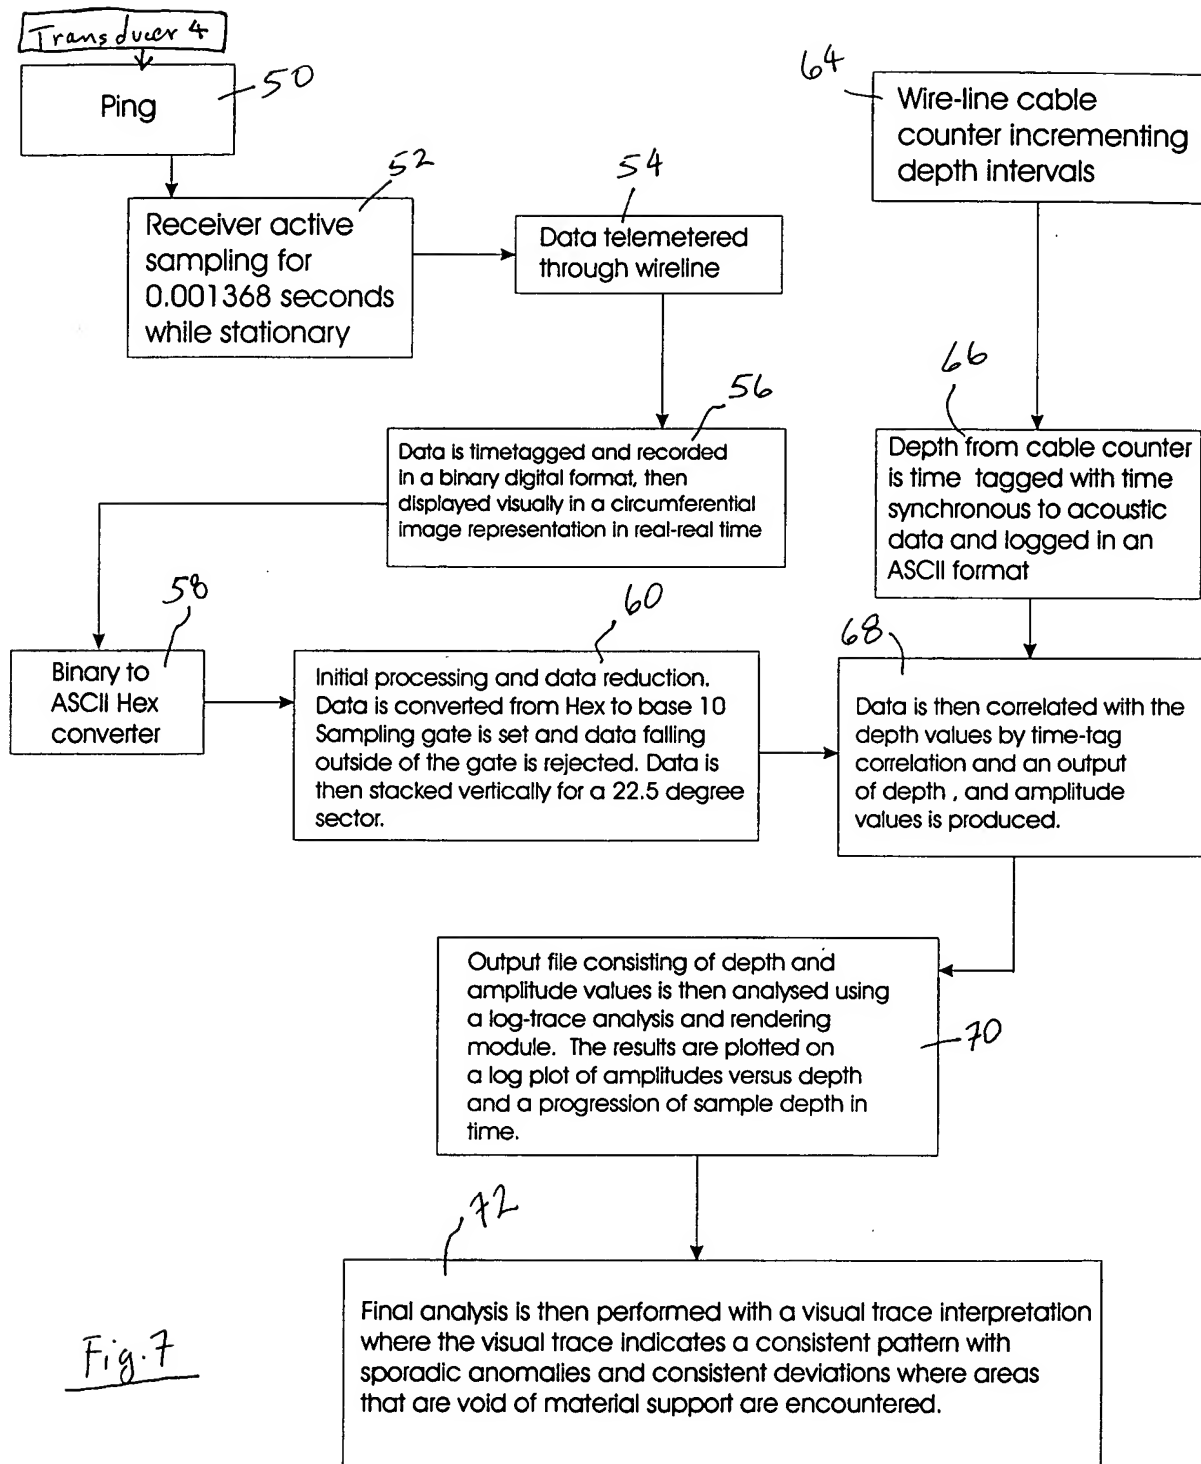 Transducer 4
50
Ping
64
Wire-line cable
counter incrementing
depth intervals
52
Receiver active
sampling for
0.001368 seconds
while stationary
54
Data telemetered
through wireline
56
Data is timetagged and recorded
in a binary digital format, then
displayed visually in a circumferential
image representation in real-real time
66
Depth from cable counter
is time tagged with time
synchronous to acoustic
data and logged in an
ASCII format
58
Binary to
ASCII Hex
converter
60
Initial processing and data reduction.
Data is converted from Hex to base 10
Sampling gate is set and data falling
outside of the gate is rejected. Data is
then stacked vertically for a 22.5 degree
sector.
68
Data is then correlated with the
depth values by time-tag
correlation and an output
of depth , and amplitude
values is produced.
Output file consisting of depth and
amplitude values is then analysed using
a log-trace analysis and rendering
module. The results are plotted on
a log plot of amplitudes versus depth
and a progression of sample depth in
time.
70
72
Final analysis is then performed with a visual trace interpretation
where the visual trace indicates a consistent pattern with
sporadic anomalies and consistent deviations where areas
that are void of material support are encountered.
Fig. 7